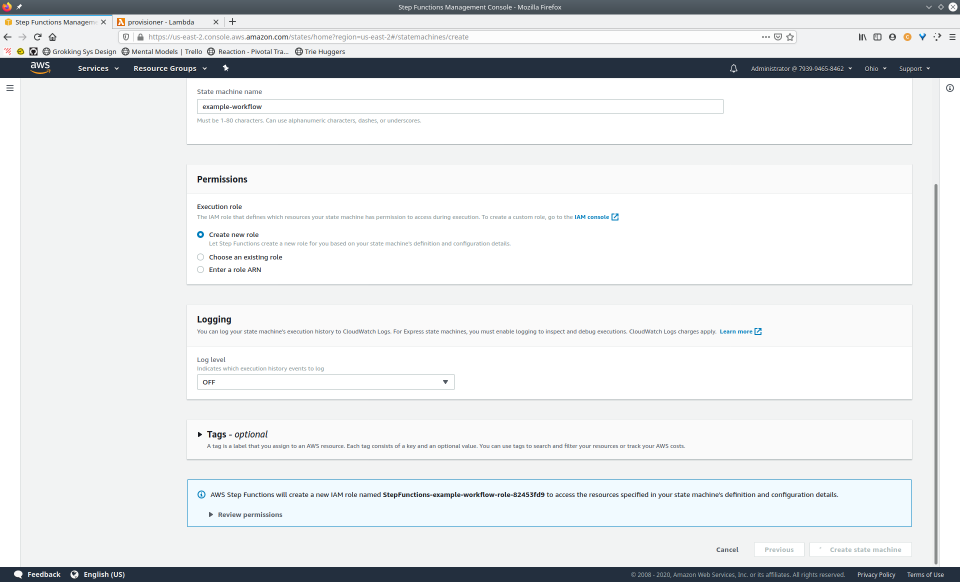 Step Functions Management Console - Mozilla Firefox
Step Functions Managem
provisioner - Lambda
https://us-east-2.console.aws.amazon.com/states/home?region=us-east-2#/statemachines/create
Grokking Sys Design
Mental Models | Trello
Reaction - Pivotal Tra...
Trie Huggers
aws
Services
Resource Groups
Administrator @ 7939-9465-8462
Ohio
Support
State machine name
example-workflow
Must be 1-80 characters. Can use alphanumeric characters, dashes, or underscores.
Permissions
Execution role
The IAM role that defines which resources your state machine has permission to access during execution. To create a custom role, go to the IAM console
Create new role
Let Step Functions create a new role for you based on your state machine's definition and configuration details.
Choose an existing role
Enter a role ARN
Logging
You can log your state machine's execution history to CloudWatch Logs. For Express state machines, you must enable logging to inspect and debug executions. CloudWatch Logs charges apply. Learn more
Log level
Indicates which execution history events to log
OFF
Tags - optional
A tag is a label that you assign to an AWS resource. Each tag consists of a key and an optional value. You can use tags to search and filter your resources or track your AWS costs.
AWS Step Functions will create a new IAM role named StepFunctions-example-workflow-role-82453fd9 to access the resources specified in your state machine's definition and configuration details.
Review permissions
Cancel
Previous
Create state machine
Feedback
English (US)
© 2008 - 2020, Amazon Web Services, Inc. or its affiliates. All rights reserved.
Privacy Policy
Terms of Use